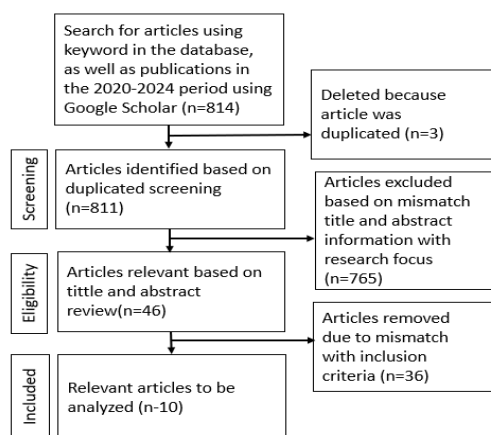 Search for articles using
keyword in the database,
as well as publications in
the 2020-2024 period using
Google Scholar (n=814)
Deleted because
article was
duplicated (n=3)
Screening
Articles identified based on
duplicated screening
(n=811)
Articles excluded
based on mismatch
title and abstract
information with
research focus
(n=765)
Eligibility
Articles relevant based on
tittle and abstract
review(n=46)
Articles removed
due to mismatch
with inclusion
criteria (n=36)
Included
Relevant articles to be
analyzed (n-10)